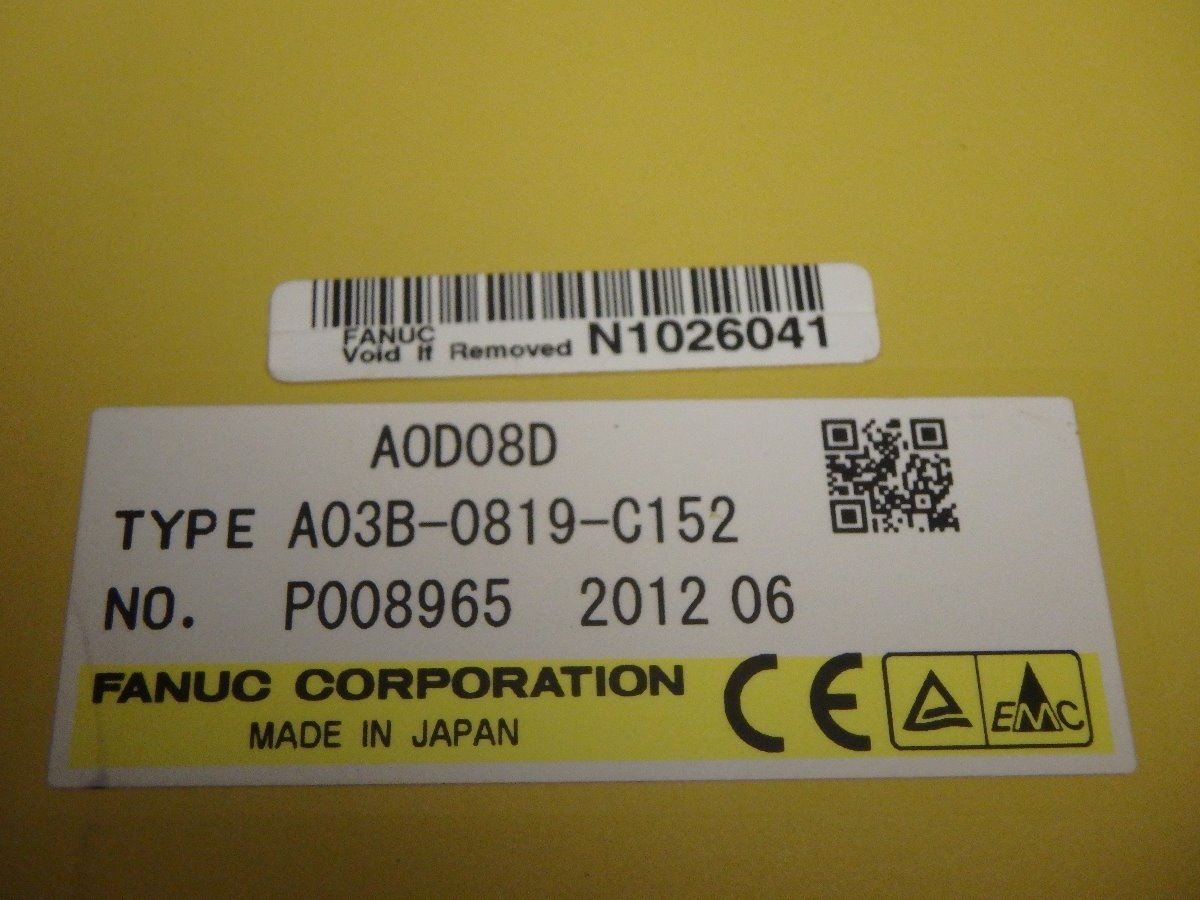 FANUC
Void If Removed N1026041
AOD08D
TYPE A03B-0819-C152
NO. P008965 2012 06
FANUC CORPORATION CE EMC
MADE IN JAPAN